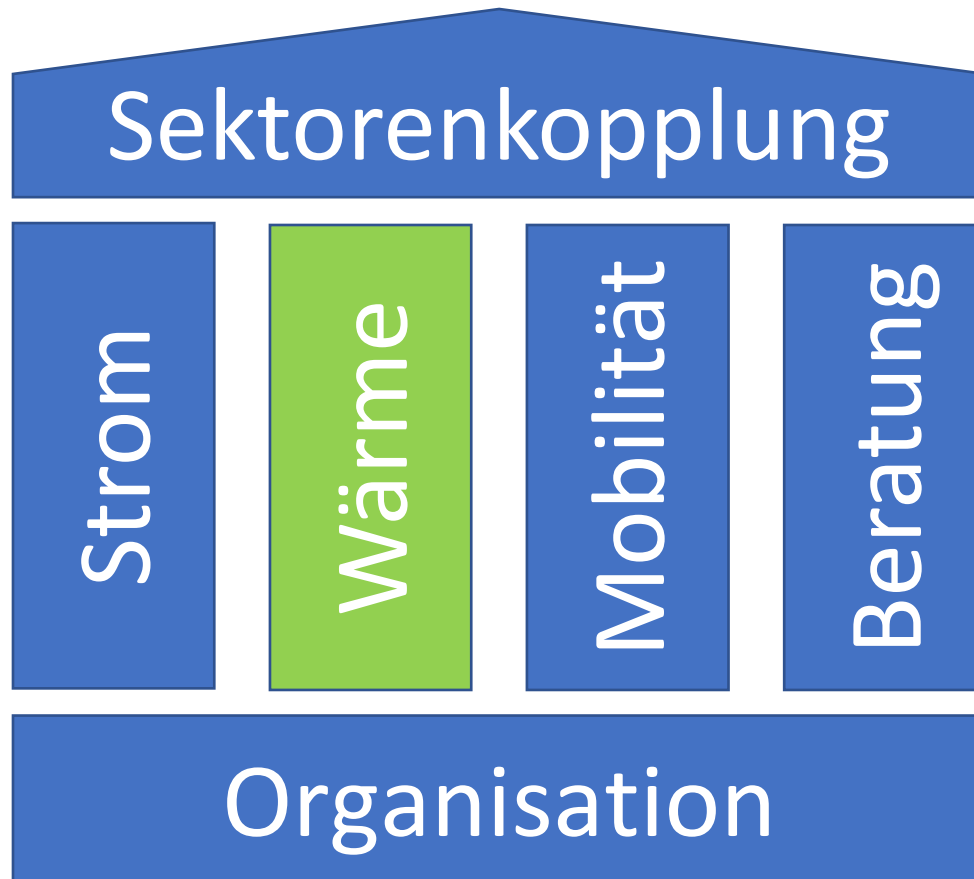 Sektorenkopplung
Strom
Wärme
Mobilität
Beratung
Organisation